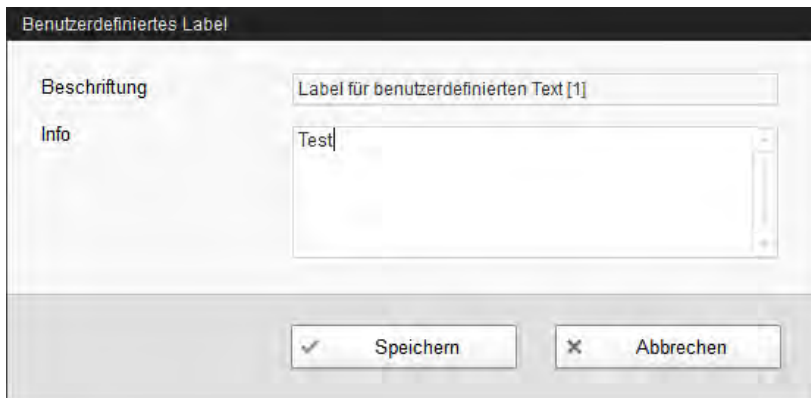 Benutzerdefiniertes Label
Beschriftung
Label für benutzerdefinierten Text [1]
Info
Test
Speichern
Abbrechen